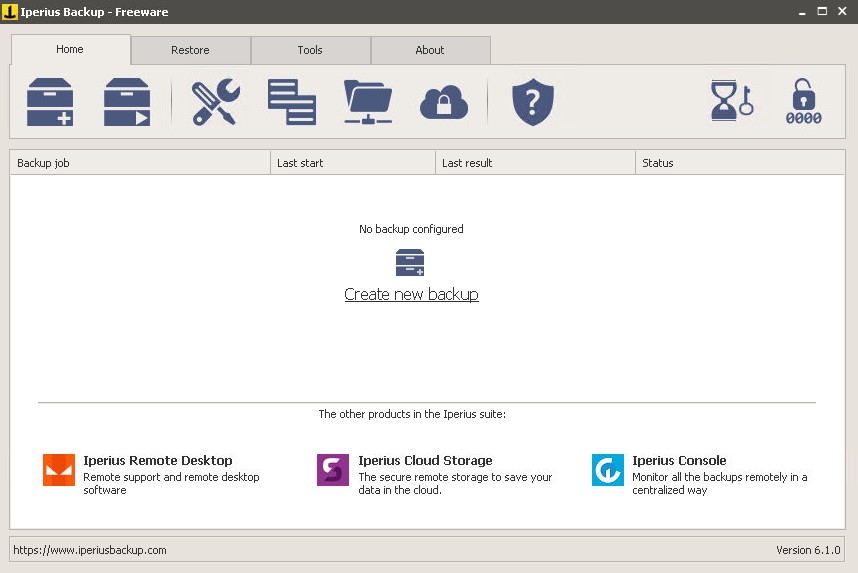 Iperius Backup - Freeware
Home
Restore
Tools
About
0000
Backup job
Last start
Last result
Status
No backup configured
Create new backup
The other products in the Iperius suite:
Iperius Remote Desktop
Remote support and remote desktop
software
Iperius Cloud Storage
The secure remote storage to save your
data in the cloud.
Iperius Console
Monitor all the backups remotely in a
centralized way
https://www.iperiusbackup.com
Version 6.1.0